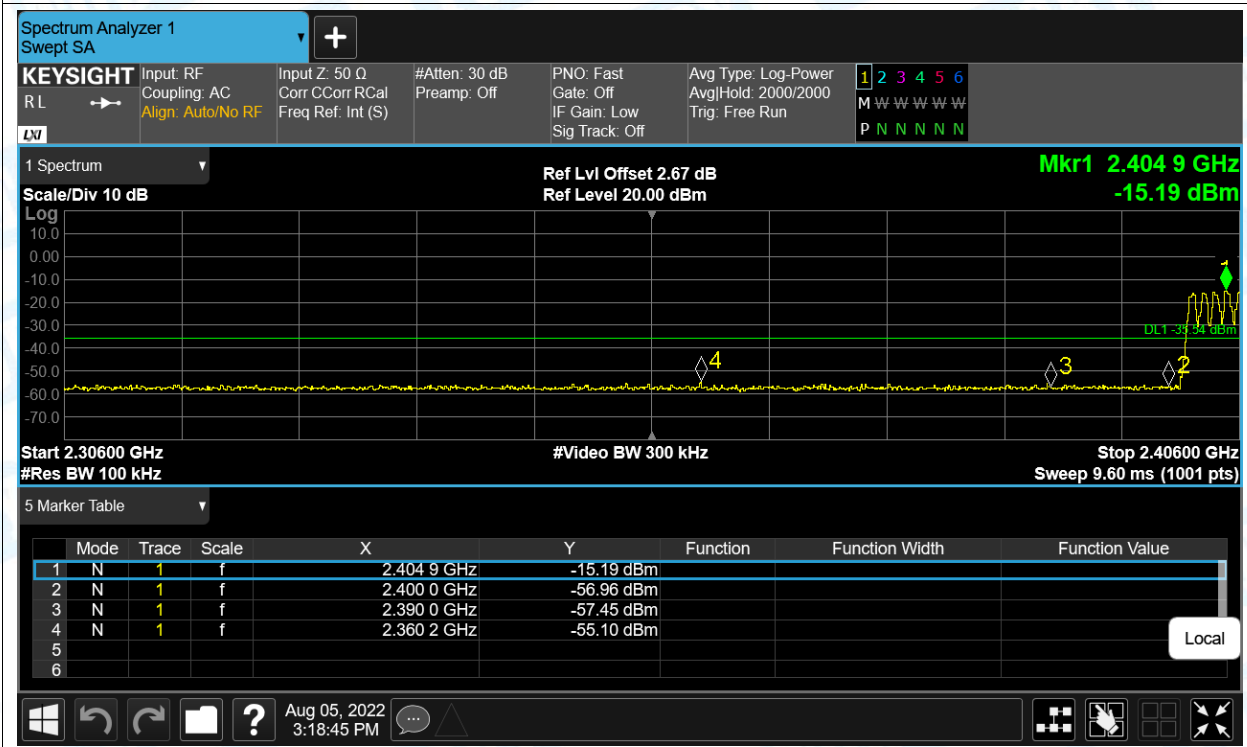 Spectrum Analyzer 1
Swept SA
KEYSIGHT
R L
LXI
Input: RF
Coupling: AC
Align: Auto/No RF
Input Z: 50 Ω
Corr CCorr RCal
Freq Ref: Int (S)
#Atten: 30 dB
Preamp: Off
PNO: Fast
Gate: Off
IF Gain: Low
Sig Track: Off
Avg Type: Log-Power
Avg|Hold: 2000/2000
Trig: Free Run
1 2 3 4 5 6
M W W W W W
P N N N N N
1 Spectrum
Scale/Div 10 dB
Ref Lvl Offset 2.67 dB
Ref Level 20.00 dBm
Mkr1 2.404 9 GHz
-15.19 dBm
Log
10.0
0.00
-10.0
-20.0
-30.0
-40.0
-50.0
-60.0
-70.0
1
DL1 -35.54 dBm
4
3
2
Start 2.30600 GHz
#Res BW 100 kHz
#Video BW 300 kHz
Stop 2.40600 GHz
Sweep 9.60 ms (1001 pts)
5 Marker Table
Mode Trace Scale X Y Function Function Width Function Value
1 N 1 f 2.404 9 GHz -15.19 dBm
2 N 1 f 2.400 0 GHz -56.96 dBm
3 N 1 f 2.390 0 GHz -57.45 dBm
4 N 1 f 2.360 2 GHz -55.10 dBm
5
6
Local
?
Aug 05, 2022
3:18:45 PM